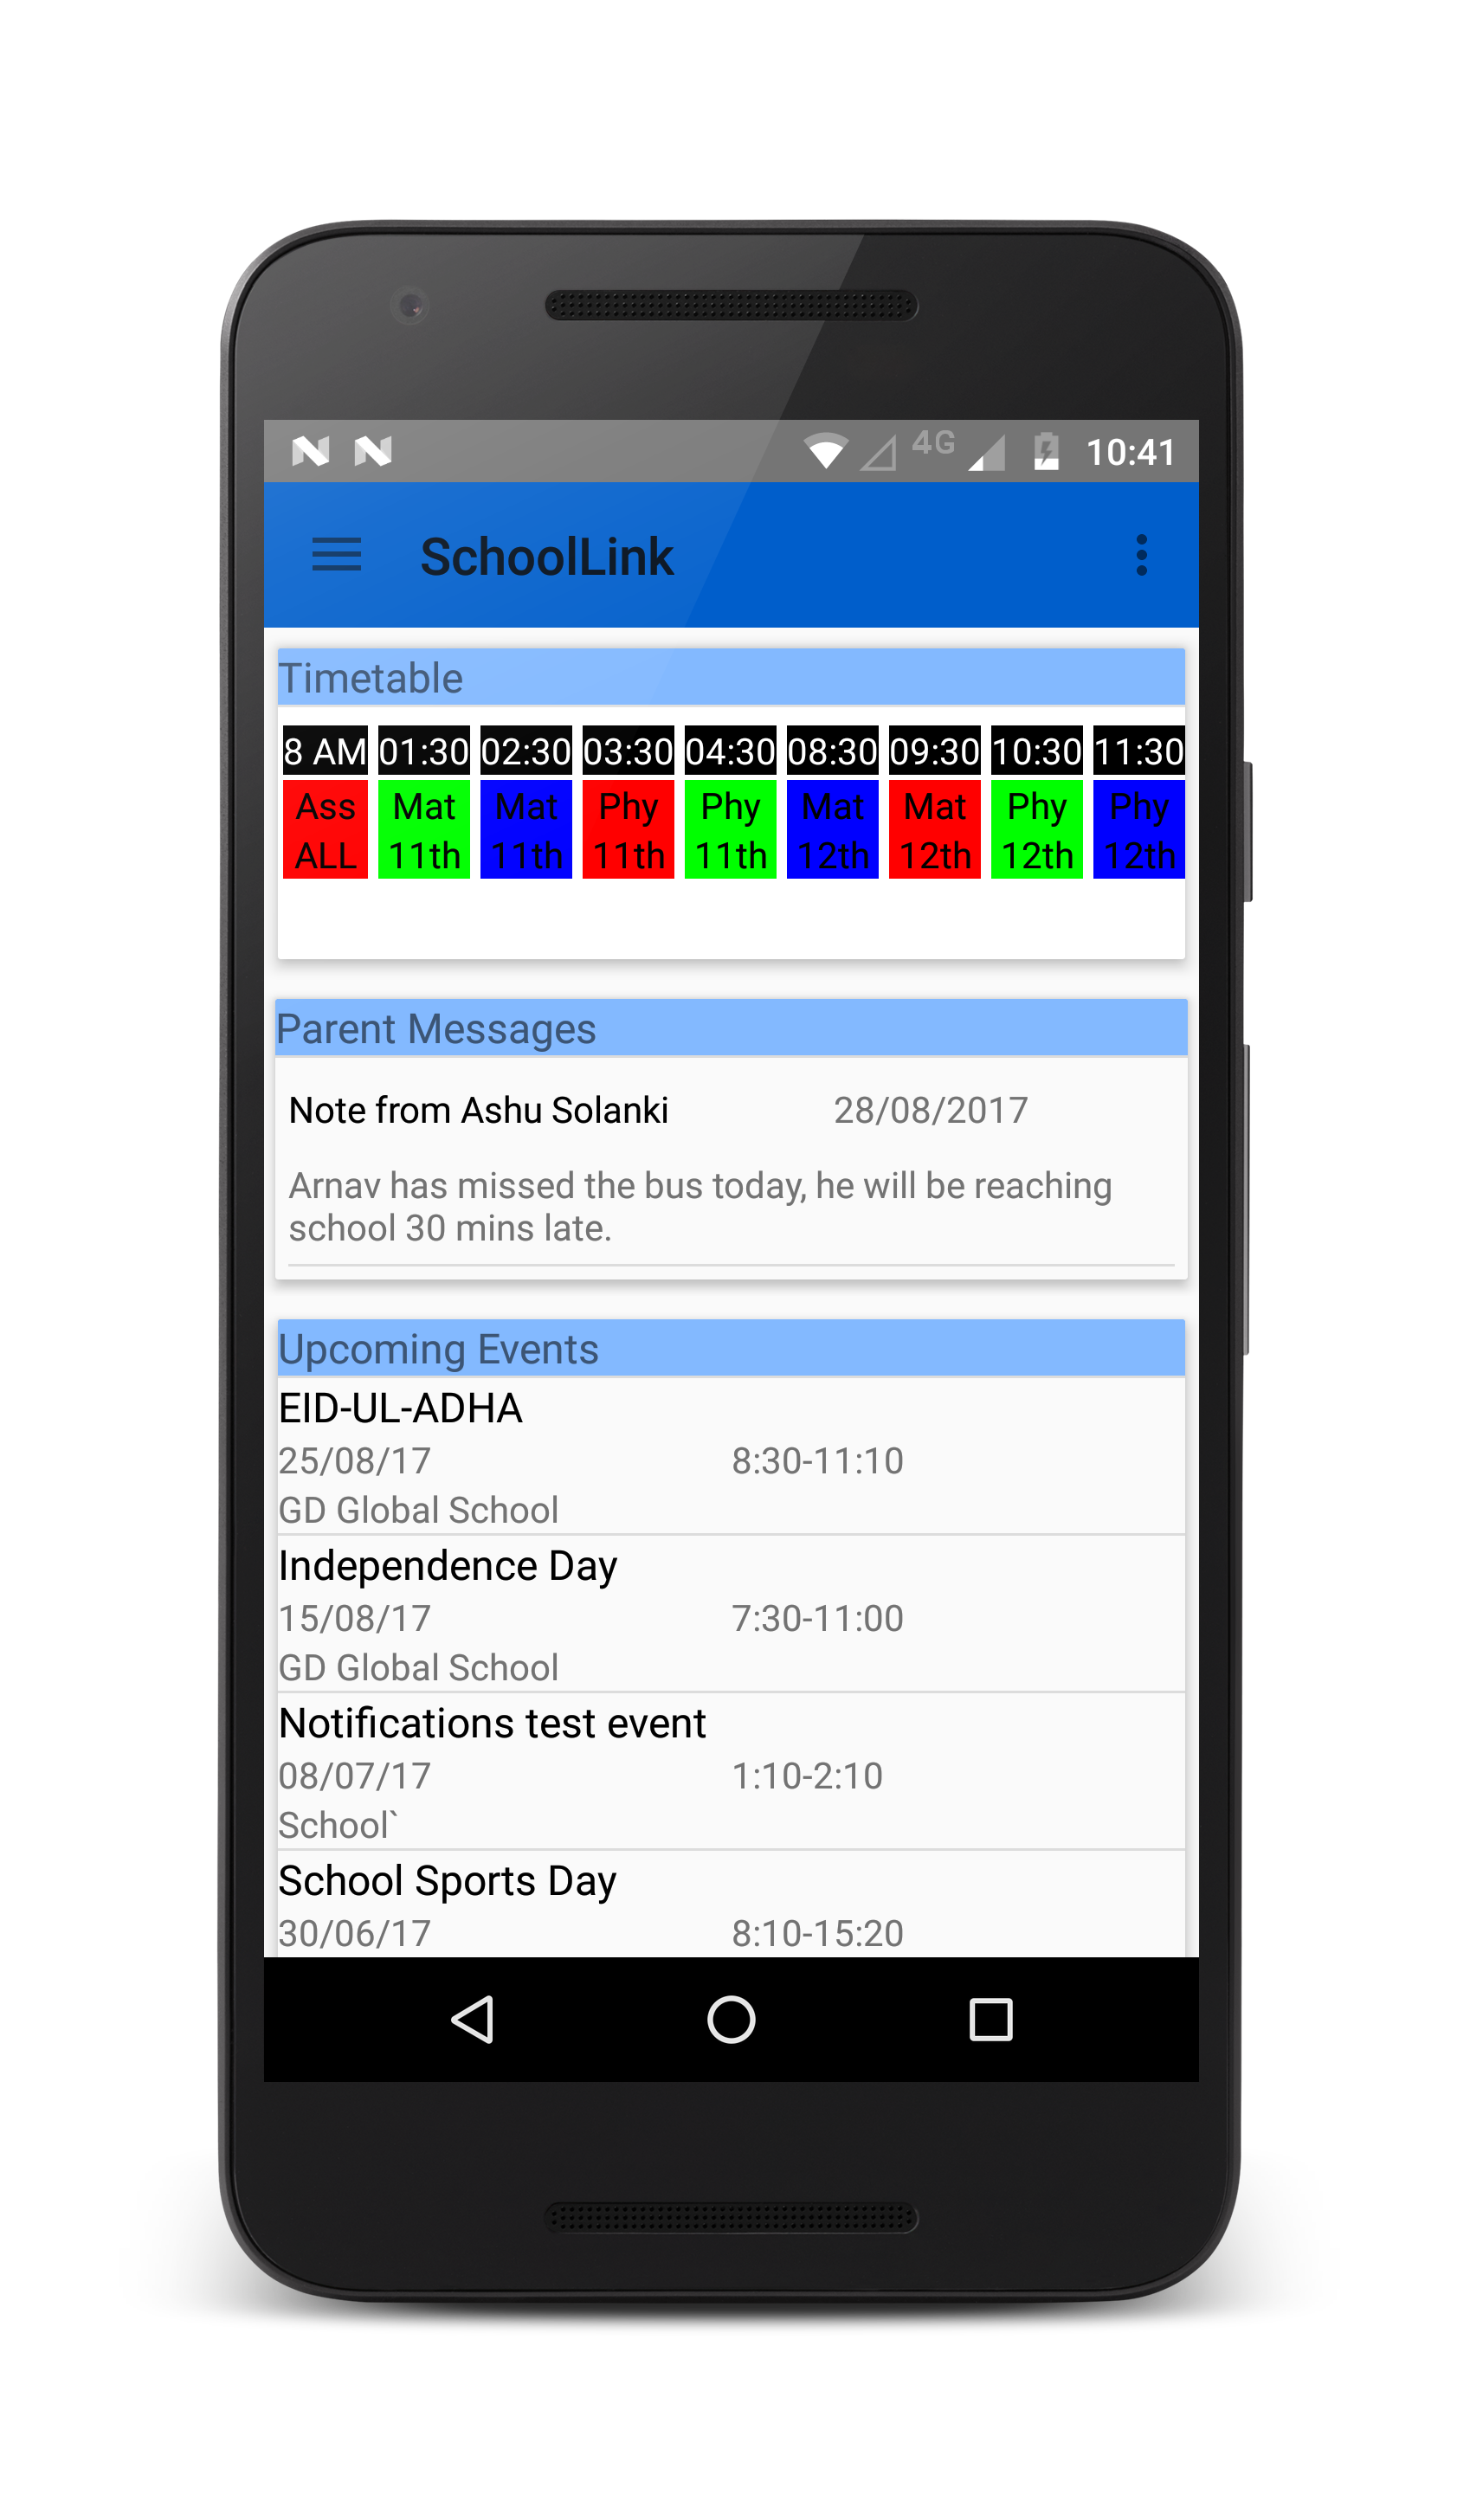 4G 10:41
SchoolLink
Timetable
8 AM 01:30 02:30 03:30 04:30 08:30 09:30 10:30 11:30
Ass Mat Mat Phy Phy Mat Mat Phy Phy
ALL 11th 11th 11th 11th 12th 12th 12th 12th
Parent Messages
Note from Ashu Solanki 28/08/2017
Arnav has missed the bus today, he will be reaching
school 30 mins late.
Upcoming Events
EID-UL-ADHA
25/08/17 8:30-11:10
GD Global School
Independence Day
15/08/17 7:30-11:00
GD Global School
Notifications test event
08/07/17 1:10-2:10
School`
School Sports Day
30/06/17 8:10-15:20